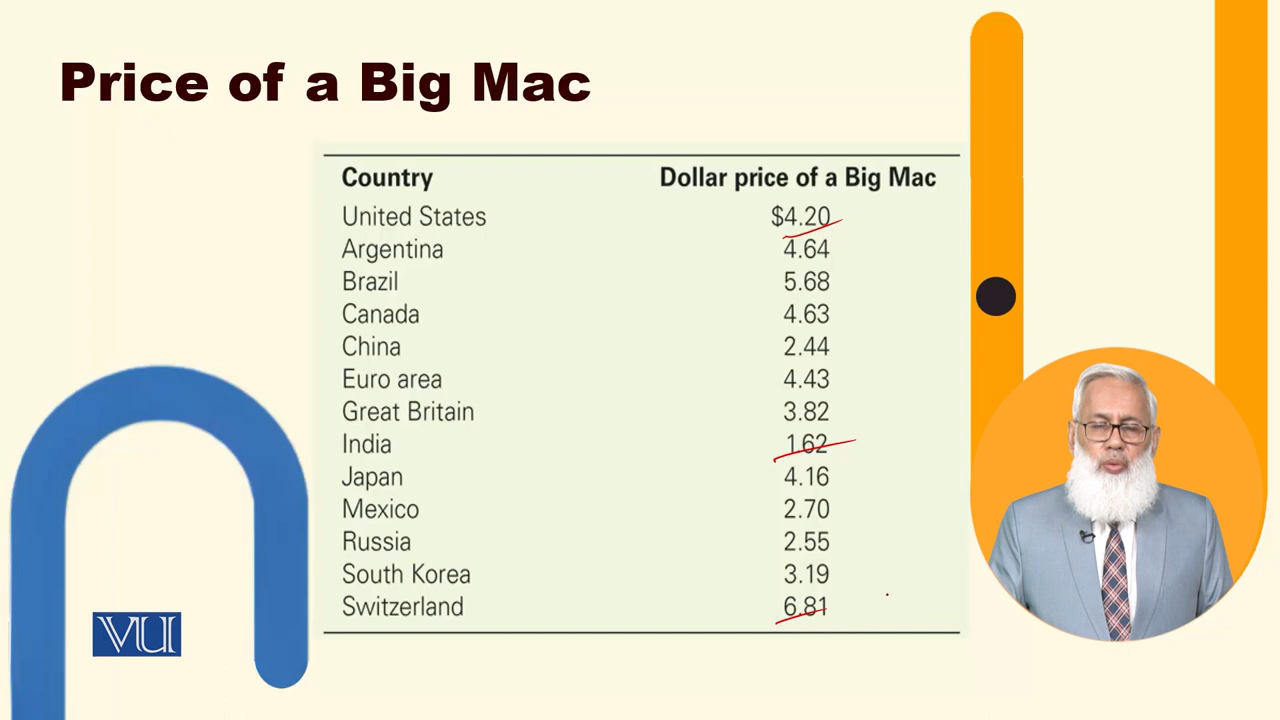 Price of a Big Mac
Country Dollar price of a Big Mac
United States $4.20
Argentina 4.64
Brazil 5.68
Canada 4.63
China 2.44
Euro area 4.43
Great Britain 3.82
India 1.62
Japan 4.16
Mexico 2.70
Russia 2.55
South Korea 3.19
Switzerland 6.81
VU